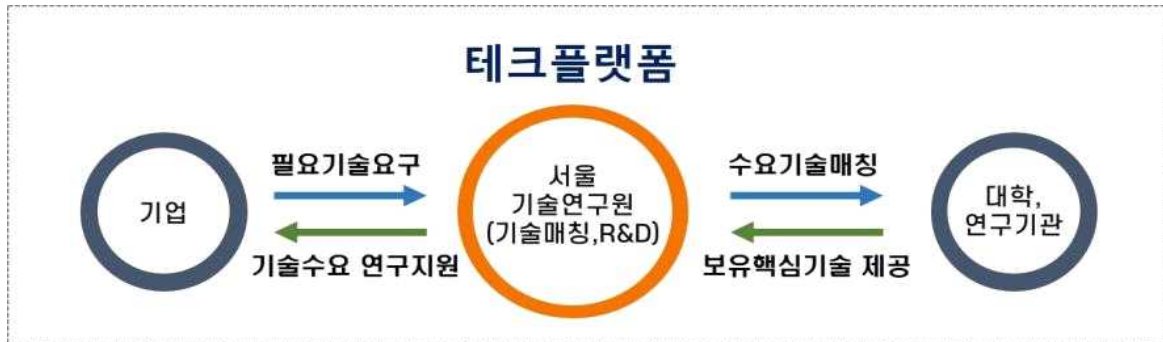 테크플랫폼
기업
필요기술요구
기술수요 연구지원
서울
기술연구원
(기술매칭,R&D)
수요기술매칭
보유핵심기술 제공
대학,
연구기관